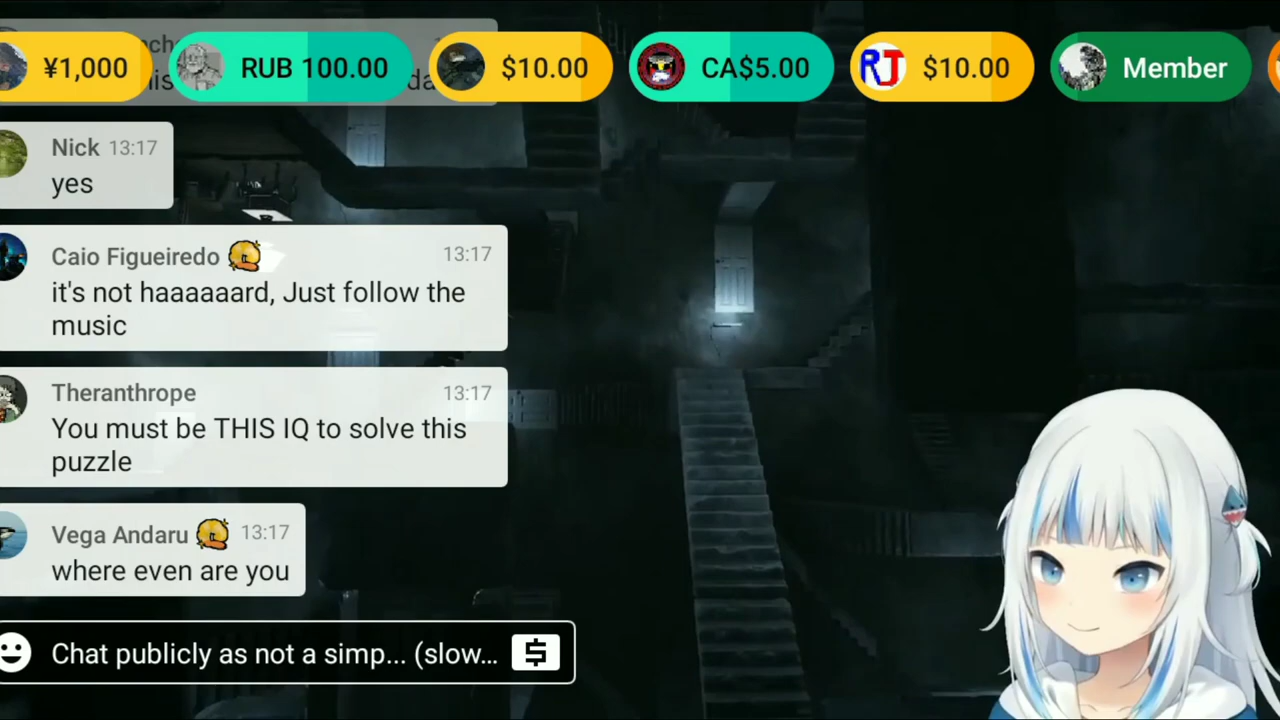 ¥1,000
RUB 100.00
$10.00
CA$5.00
RJ $10.00
Member
Nick 13:17
yes
Caio Figueiredo 13:17
it's not haaaaaard, Just follow the
music
Theranthrope 13:17
You must be THIS IQ to solve this
puzzle
Vega Andaru 13:17
where even are you
Chat publicly as not a simp... (slow...
$